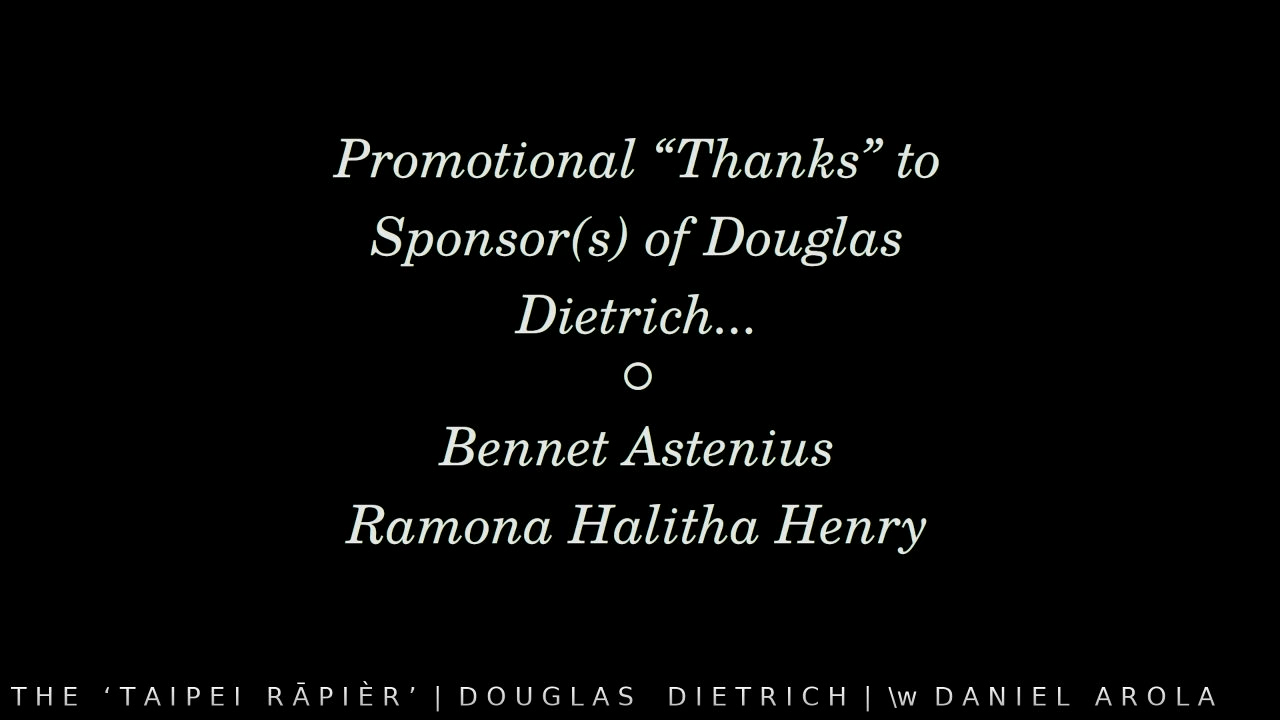 Promotional “Thanks” to
Sponsor(s) of Douglas
Dietrich...
Bennet Astenius
Ramona Halitha Henry
THE ‘TAIPEI RĀPIÈR’ | DOUGLAS DIETRICH | \w DANIEL AROLA